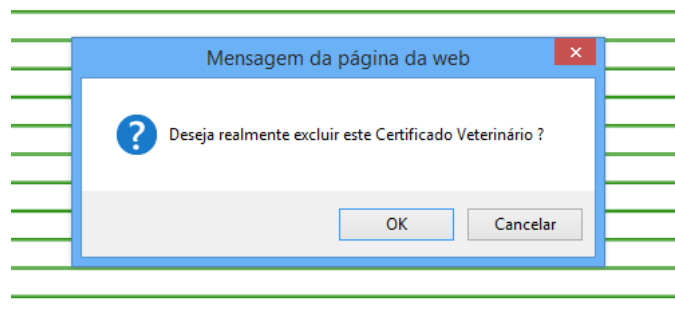 Mensagem da página da web
Deseja realmente excluir este Certificado Veterinário ?
OK Cancelar